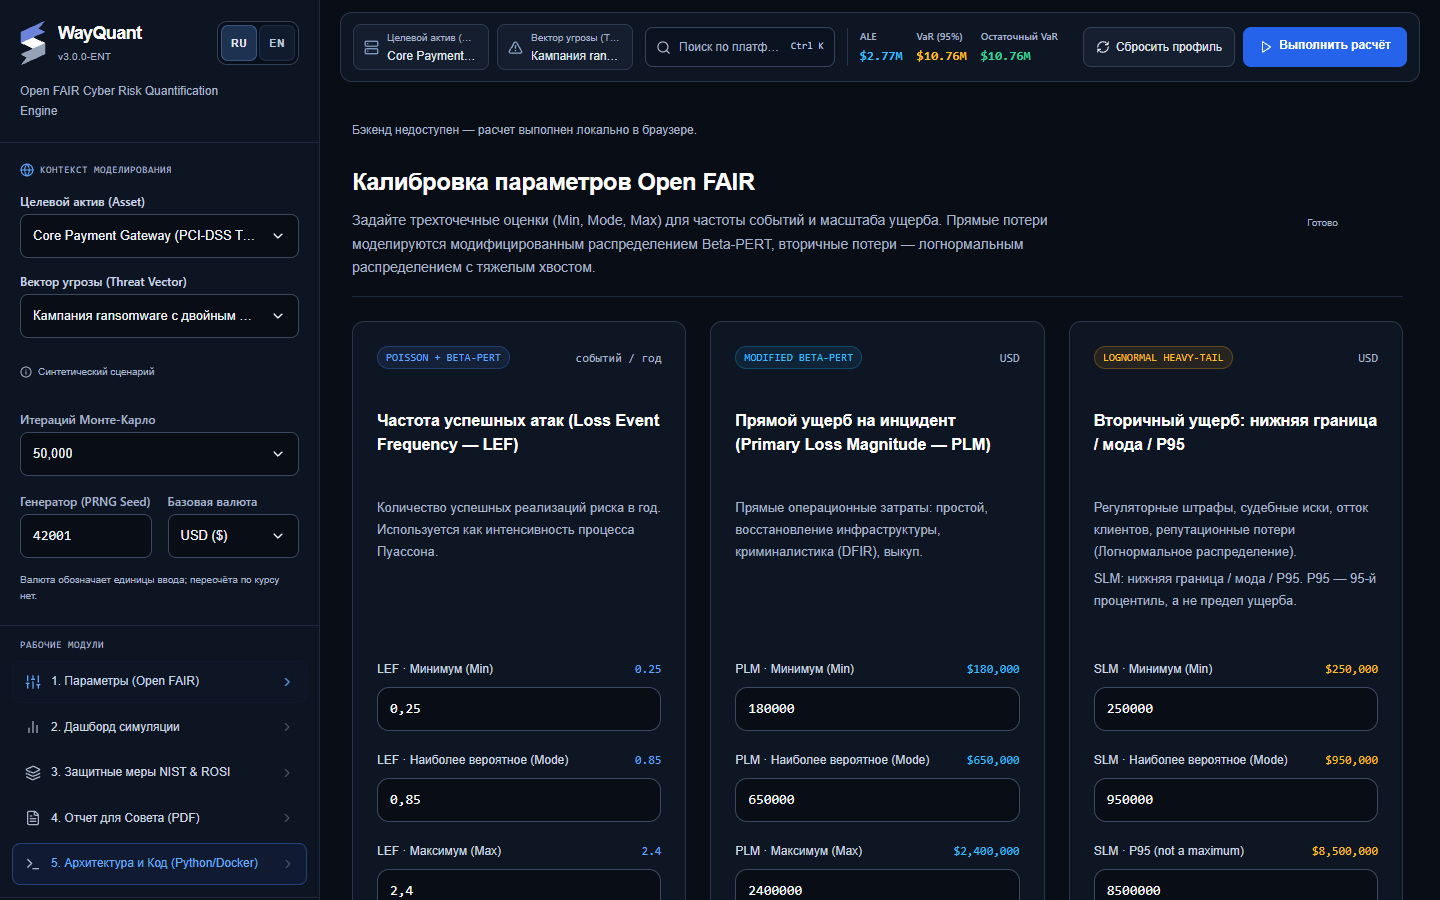 WayQuant
v3.0.0-ENT
RU
EN
Open FAIR Cyber Risk Quantification
Engine
КОНТЕКСТ МОДЕЛИРОВАНИЯ
Целевой актив (Asset)
Core Payment Gateway (PCI-DSS T...
Вектор угрозы (Threat Vector)
Кампания ransomware с двойным ...
Синтетический сценарий
Итераций Монте-Карло
50,000
Генератор (PRNG Seed)
Базовая валюта
42001
USD ($)
Валюта обозначает единицы ввода; пересчёта по курсу
нет.
РАБОЧИЕ МОДУЛИ
1. Параметры (Open FAIR)
2. Дашборд симуляции
3. Защитные меры NIST & ROSI
4. Отчет для Совета (PDF)
5. Архитектура и Код (Python/Docker)
Целевой актив (...
Core Payment...
Вектор угрозы (T...
Кампания ran...
Поиск по платф...
Ctrl K
ALE
$2.77M
VaR (95%)
$10.76M
Остаточный VaR
$10.76M
Сбросить профиль
Выполнить расчёт
Бэкенд недоступен — расчет выполнен локально в браузере.
Калибровка параметров Open FAIR
Задайте трехточечные оценки (Min, Mode, Max) для частоты событий и масштаба ущерба. Прямые потери
моделируются модифицированным распределением Beta-PERT, вторичные потери — логнормальным
распределением с тяжелым хвостом.
Готово
POISSON + BETA-PERT
событий / год
Частота успешных атак (Loss Event
Frequency — LEF)
Количество успешных реализаций риска в год.
Используется как интенсивность процесса
Пуассона.
LEF · Минимум (Min)
0.25
0,25
LEF · Наиболее вероятное (Mode)
0.85
0,85
LEF · Максимум (Max)
2.4
2,4
MODIFIED BETA-PERT
USD
Прямой ущерб на инцидент
(Primary Loss Magnitude — PLM)
Прямые операционные затраты: простой,
восстановление инфраструктуры,
криминалистика (DFIR), выкуп.
PLM · Минимум (Min)
$180,000
180000
PLM · Наиболее вероятное (Mode)
$650,000
650000
PLM · Максимум (Max)
$2,400,000
2400000
LOGNORMAL HEAVY-TAIL
USD
Вторичный ущерб: нижняя граница
/ мода / P95
Регуляторные штрафы, судебные иски, отток
клиентов, репутационные потери
(Логнормальное распределение).
SLM: нижняя граница / мода / P95. P95 — 95-й
процентиль, а не предел ущерба.
SLM · Минимум (Min)
$250,000
250000
SLM · Наиболее вероятное (Mode)
$950,000
950000
SLM · P95 (not a maximum)
$8,500,000
8500000